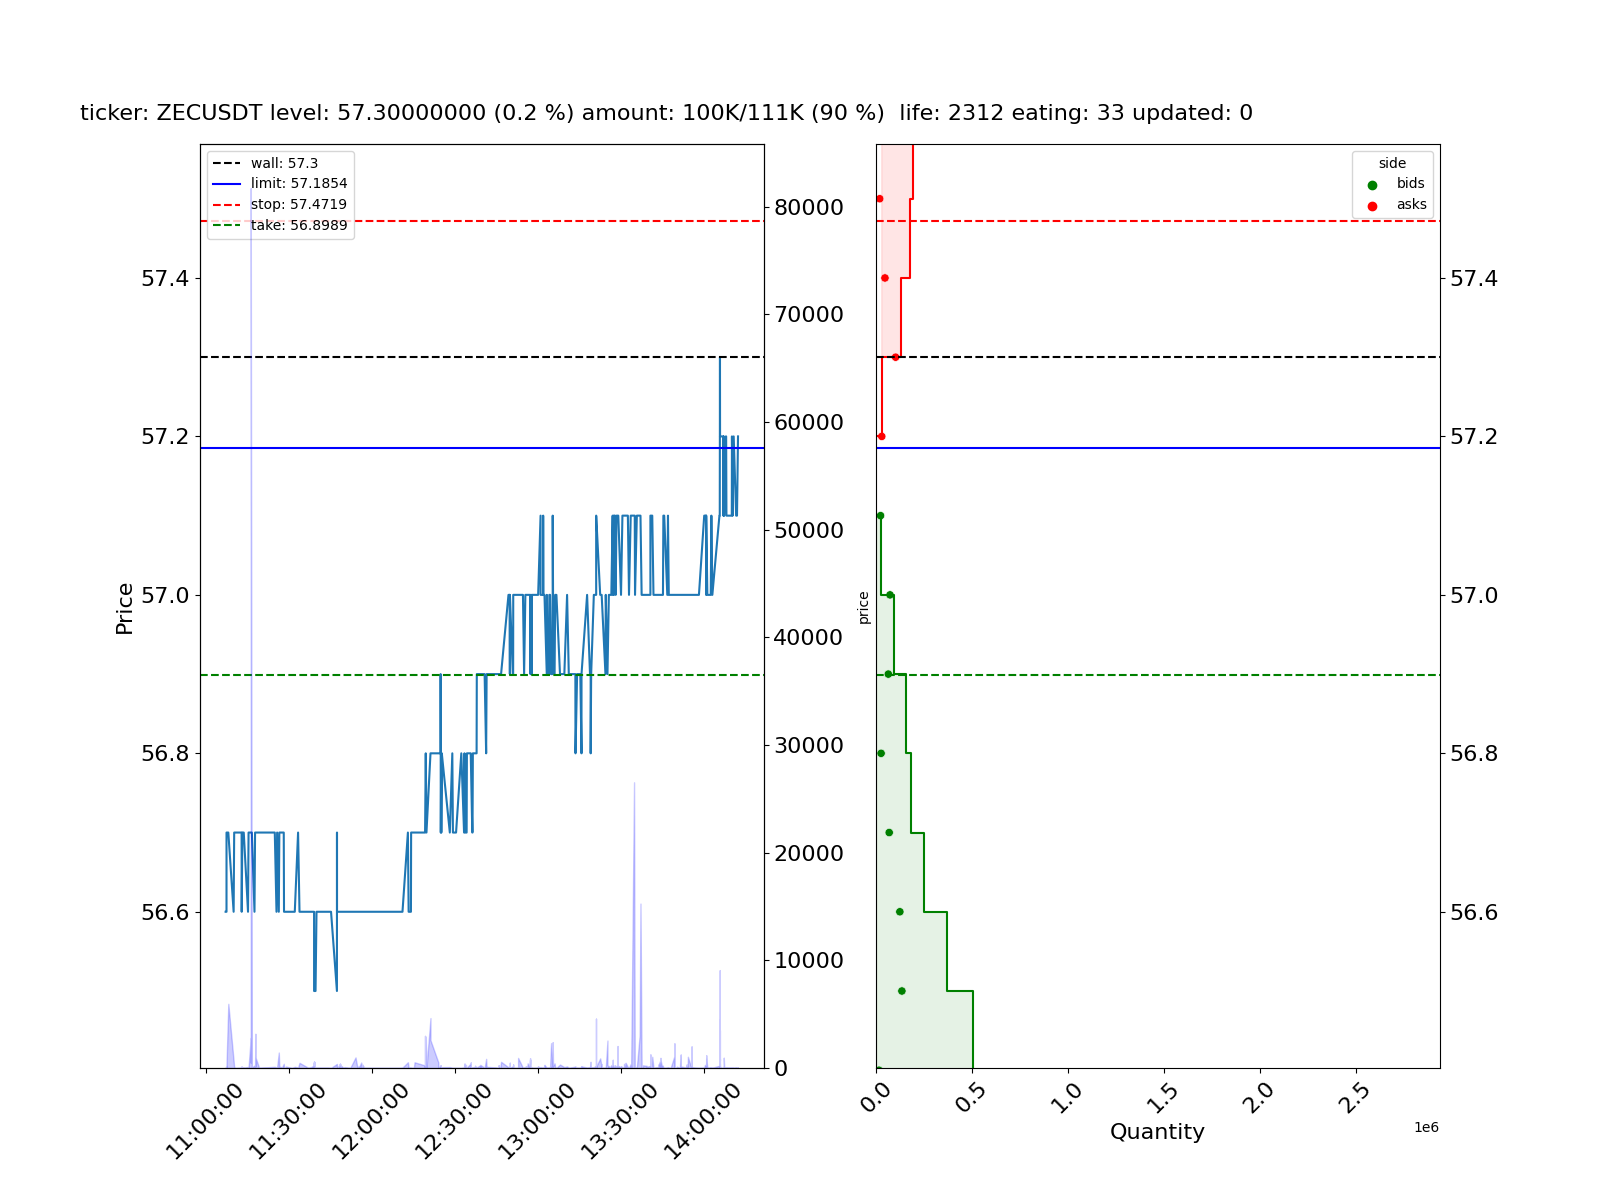 ticker: ZECUSDT level: 57.30000000 (0.2 %) amount: 100K/111K (90 %)  life: 2312 eating: 33 updated: 0
wall: 57.3
limit: 57.1854
stop: 57.4719
take: 56.8989
Price
57.4
57.2
57.0
56.8
56.6
80000
70000
60000
50000
40000
30000
20000
10000
0
11:00:00
11:30:00
12:00:00
12:30:00
13:00:00
13:30:00
14:00:00
side
bids
asks
price
57.4
57.2
57.0
56.8
56.6
0.0
0.5
1.0
1.5
2.0
2.5
1e6
Quantity